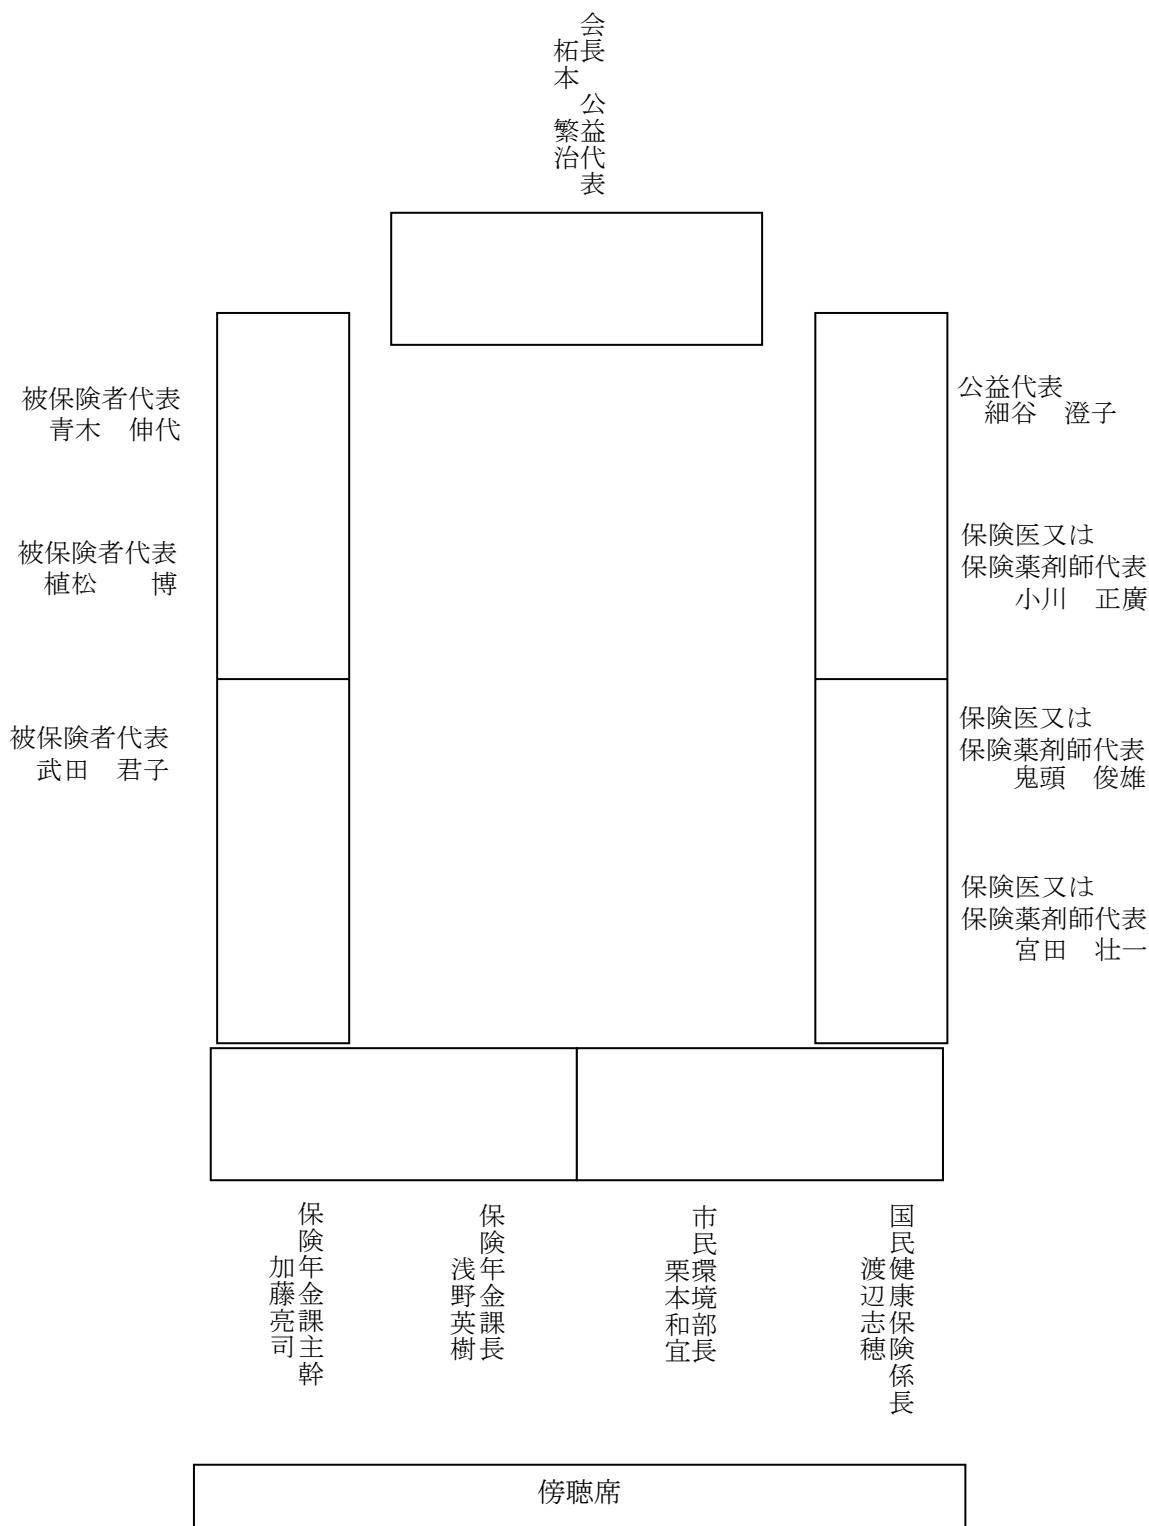 会長　公益代表
柘本　繁治
被保険者代表
青木　伸代
被保険者代表
植松　　博
被保険者代表
武田　君子
公益代表
細谷　澄子
保険医又は
保険薬剤師代表
小川　正廣
保険医又は
保険薬剤師代表
鬼頭　俊雄
保険医又は
保険薬剤師代表
宮田　壮一
国民健康保険係長
渡辺志穂
市民環境部長
栗本和宜
保険年金課長
浅野英樹
保険年金課主幹
加藤亮司
傍聴席